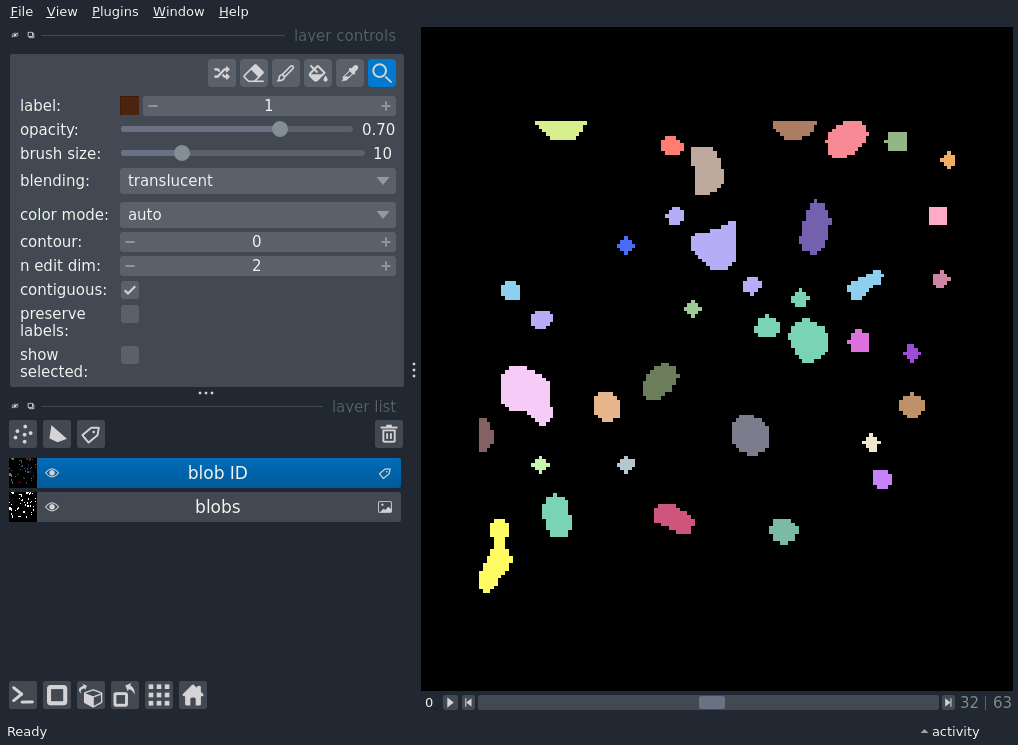 File View Plugins Window Help
layer controls
label: 1
opacity: 0.70
brush size: 10
blending: translucent
color mode: auto
contour: 0
n edit dim: 2
contiguous:
preserve
labels:
show
selected:
layer list
blob ID
blobs
0 32 | 63
Ready activity